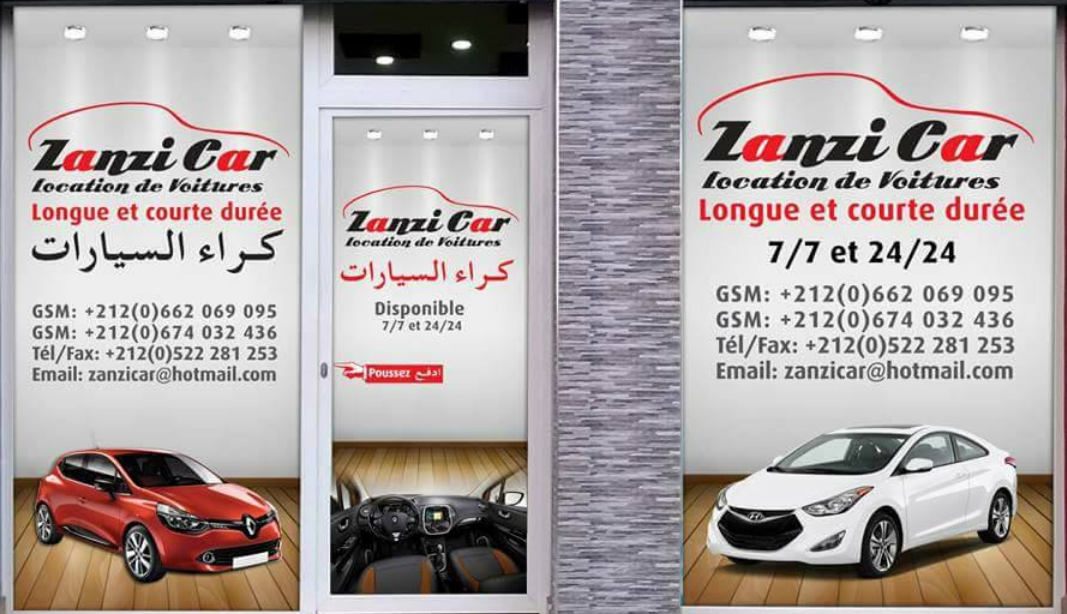 Zanzi Car
Location de Voitures
Longue et courte durée
كراء السيارات
GSM: +212(0)662 069 095
GSM: +212(0)674 032 436
Tél/Fax: +212(0)522 281 253
Email: zanzicar@hotmail.com
Zanzi Car
Location de Voitures
كراء السيارات
Disponible
7/7 et 24/24
Poussez ادفع
Zanzi Car
Location de Voitures
Longue et courte durée
7/7 et 24/24
GSM: +212(0)662 069 095
GSM: +212(0)674 032 436
Tél/Fax: +212(0)522 281 253
Email: zanzicar@hotmail.com